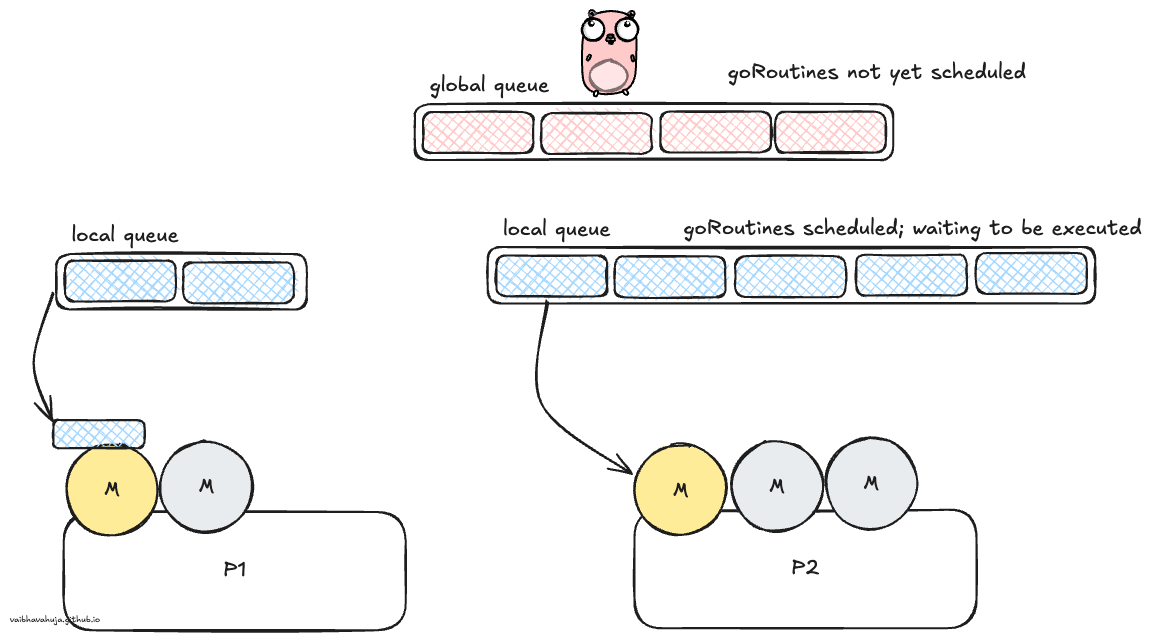 global queue
goRoutines not yet scheduled
local queue
local queue
goRoutines scheduled; waiting to be executed
M
M
M
M
M
P1
P2
vaibhavahuja.github.io